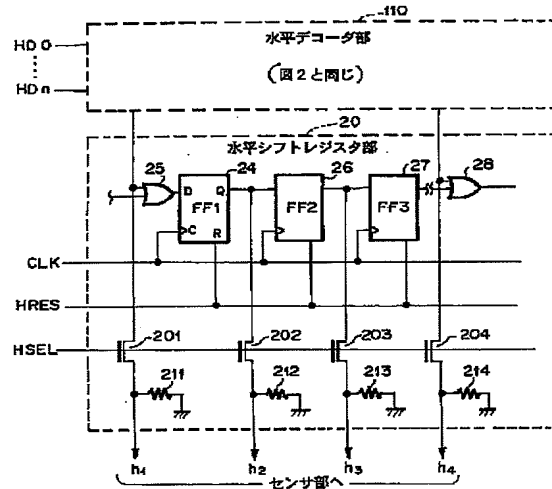 110
HD 0
水平デコーダ部
(図2と同じ)
HD n
20
水平シフトレジスタ部
25
24
26
27
28
D
Q
C
R
FF1
FF2
FF3
CLK
HRES
HSEL
201
202
203
204
211
212
213
214
h1
h2
h3
h4
センサ部へ